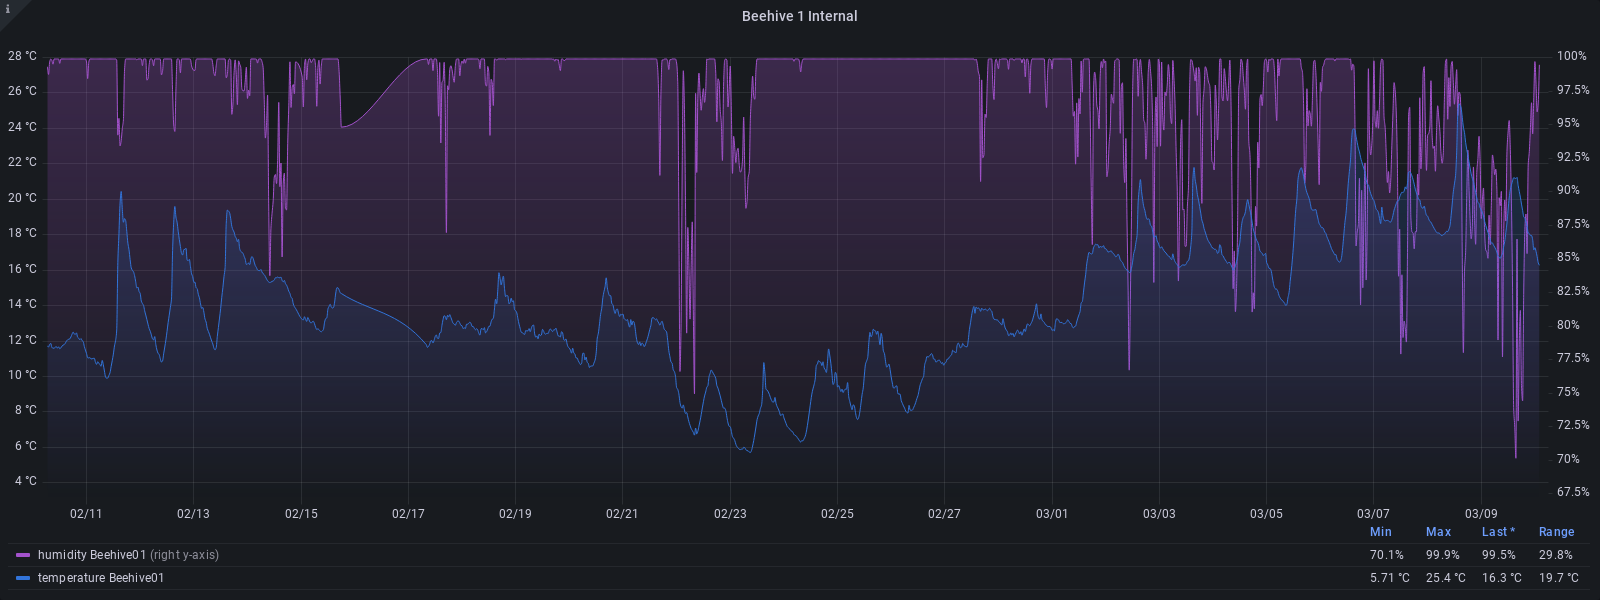 i
Beehive 1 Internal
28 °C 100%
26 °C 97.5%
24 °C 95%
22 °C 92.5%
20 °C 90%
18 °C 87.5%
16 °C 85%
14 °C 82.5%
12 °C 80%
10 °C 77.5%
8 °C 75%
6 °C 72.5%
4 °C 70%
67.5%
02/11 02/13 02/15 02/17 02/19 02/21 02/23 02/25 02/27 03/01 03/03 03/05 03/07 03/09
Min Max Last * Range
humidity Beehive01 (right y-axis) 70.1% 99.9% 99.5% 29.8%
temperature Beehive01 5.71 °C 25.4 °C 16.3 °C 19.7 °C